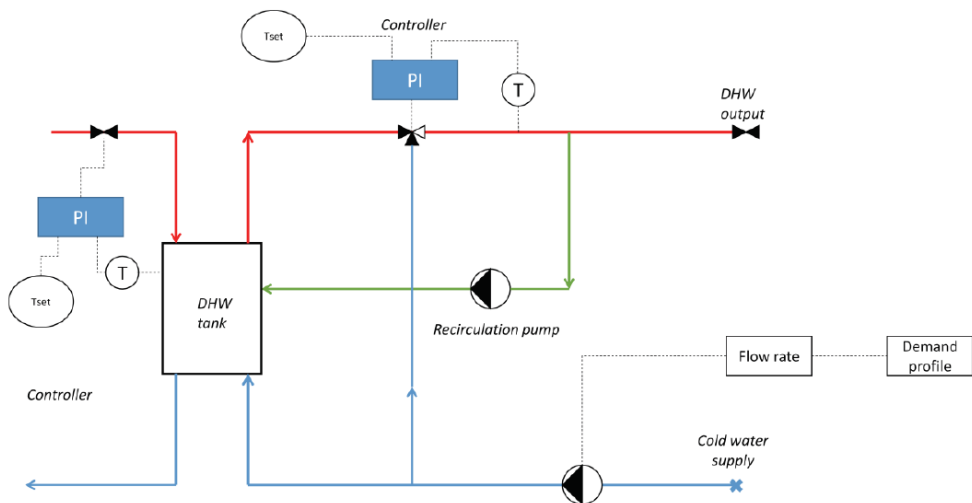 Controller
Tset
PI
T
DHW
output
PI
T
Tset
DHW
tank
Recirculation pump
Flow rate
Demand
profile
Controller
Cold water
supply